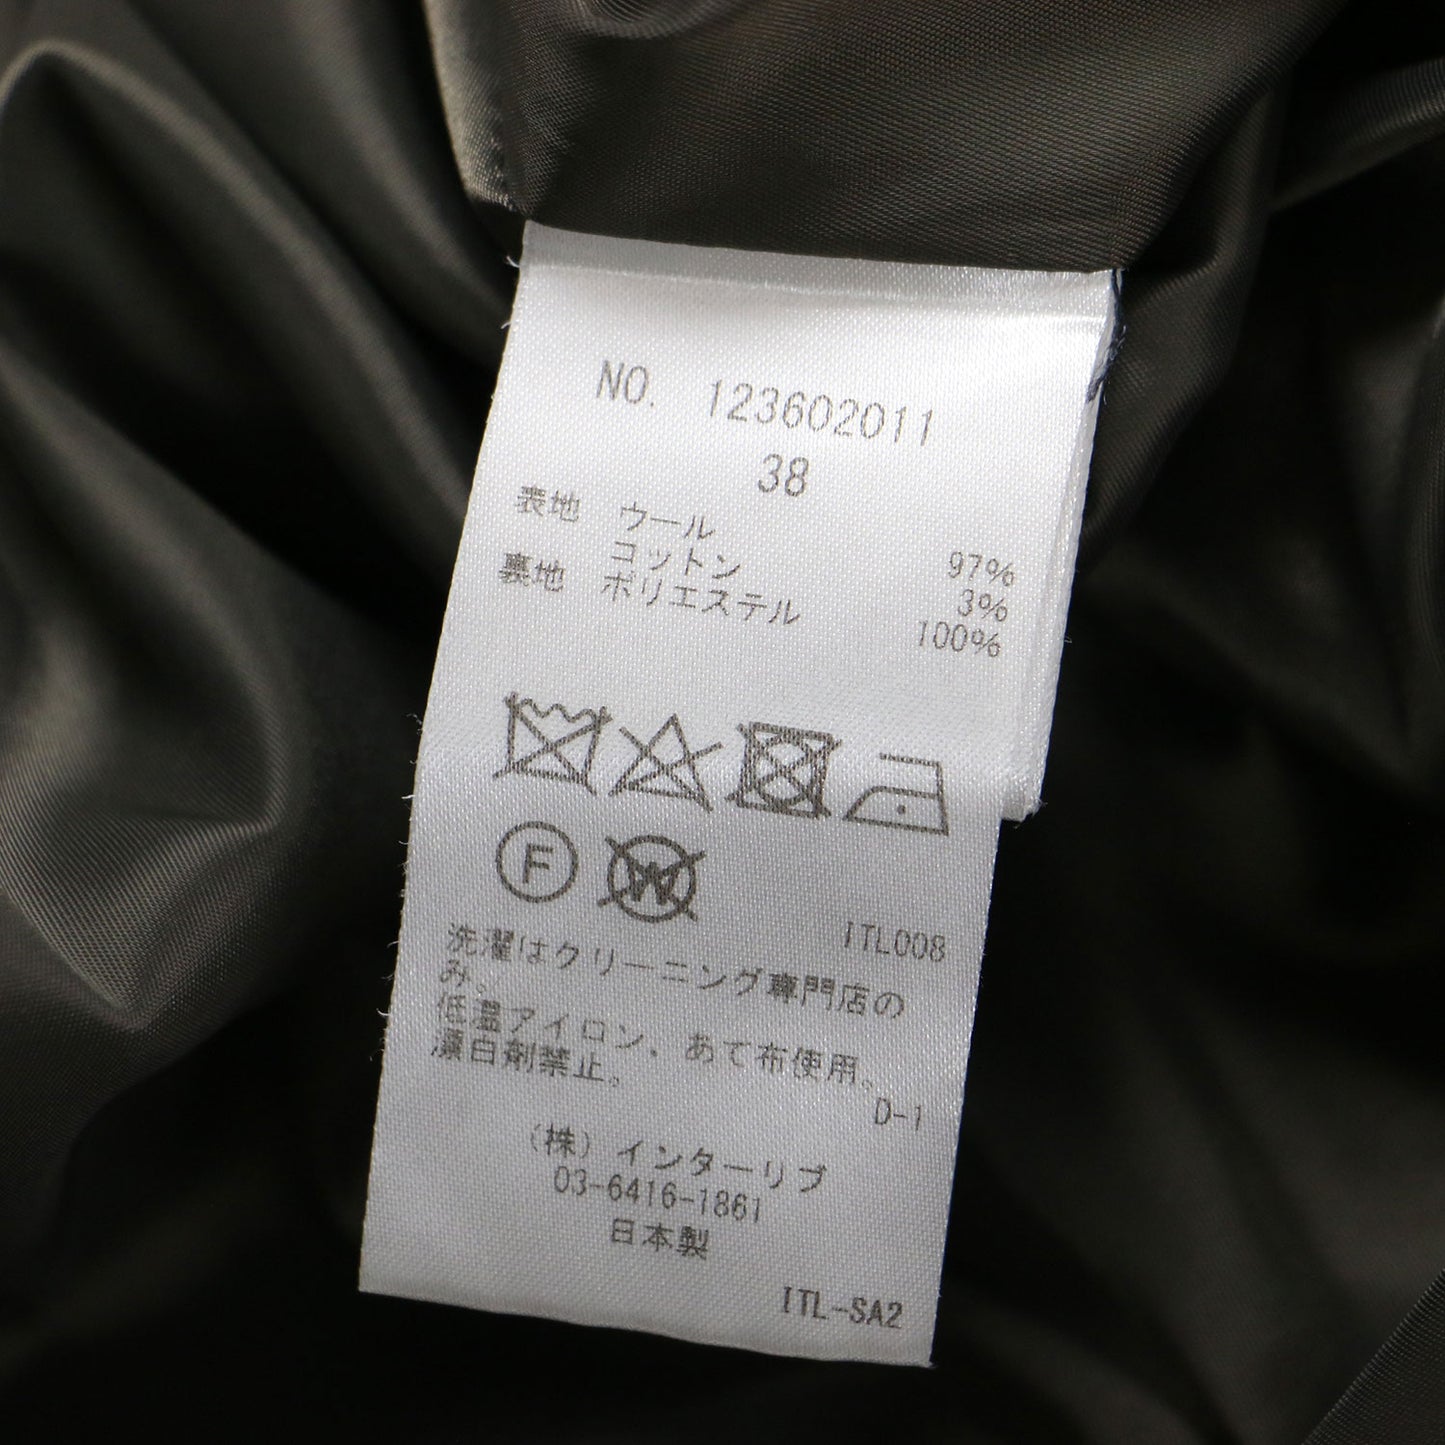 NO. 123602011
38
表地 ウール 97%
コットン 3%
裏地 ポリエステル 100%
F W
ITL008
洗濯はクリーニング専門店の
み。
低温アイロン、あて布使用。
漂白剤禁止。
D-1
(株)インターリブ
03-6416-1861
日本製
ITL-SA2